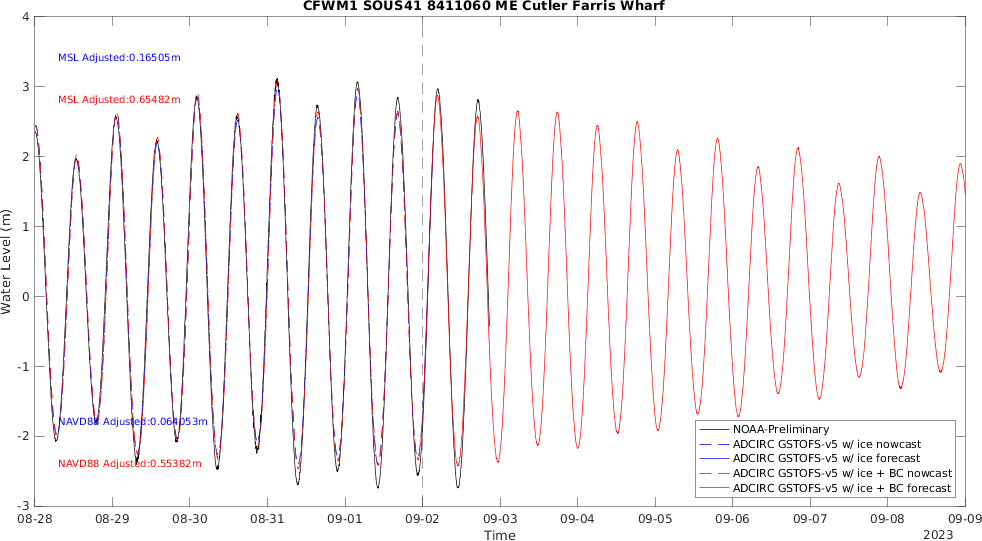 CFWM1 SOUS41 8411060 ME Cutler Farris Wharf
4
3
2
1
0
-1
-2
-3
Water Level (m)
MSL Adjusted:0.16505m
MSL Adjusted:0.65482m
NAVD88 Adjusted:0.064053m
NAVD88 Adjusted:0.55382m
NOAA-Preliminary
ADCIRC GSTOFS-v5 w/ ice nowcast
ADCIRC GSTOFS-v5 w/ ice forecast
ADCIRC GSTOFS-v5 w/ ice + BC nowcast
ADCIRC GSTOFS-v5 w/ ice + BC forecast
08-28 08-29 08-30 08-31 09-01 09-02 09-03 09-04 09-05 09-06 09-07 09-08 09-09
Time
2023